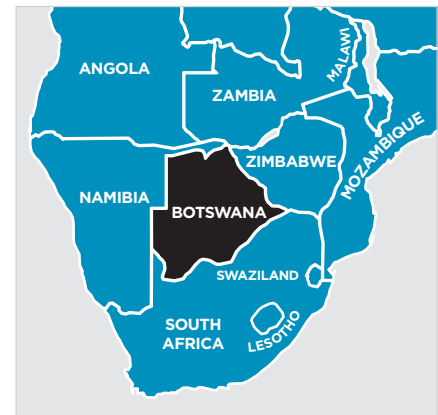 ANGOLA
MALAWI
ZAMBIA
MOZAMBIQUE
ZIMBABWE
NAMIBIA
BOTSWANA
SWAZILAND
SOUTH
AFRICA
LESOTHO